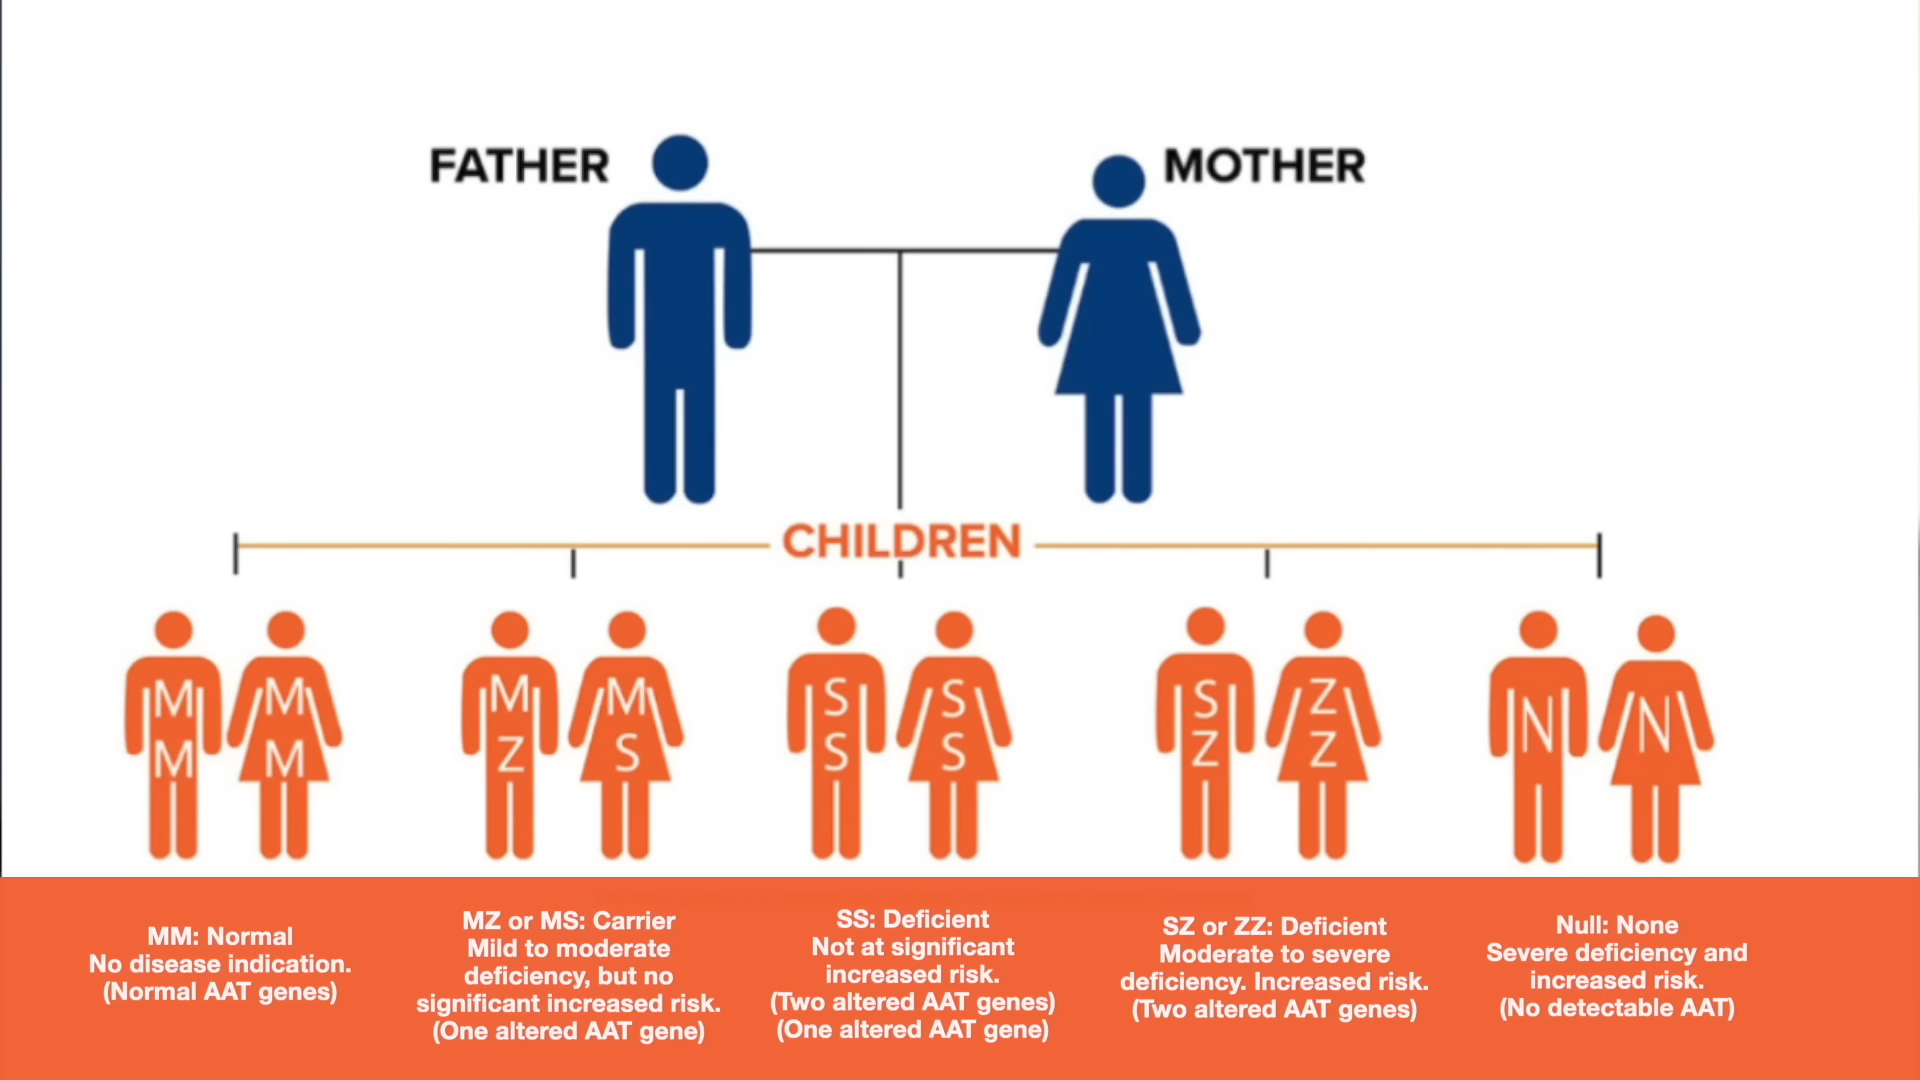 FATHER
MOTHER
CHILDREN
M
M
M
M
M
Z
M
S
S
S
S
S
S
Z
Z
Z
N
N
MM: Normal
No disease indication.
(Normal AAT genes)
MZ or MS: Carrier
Mild to moderate
deficiency, but no
significant increased risk.
(One altered AAT gene)
SS: Deficient
Not at significant
increased risk.
(Two altered AAT genes)
(One altered AAT gene)
SZ or ZZ: Deficient
Moderate to severe
deficiency. Increased risk.
(Two altered AAT genes)
Null: None
Severe deficiency and
increased risk.
(No detectable AAT)